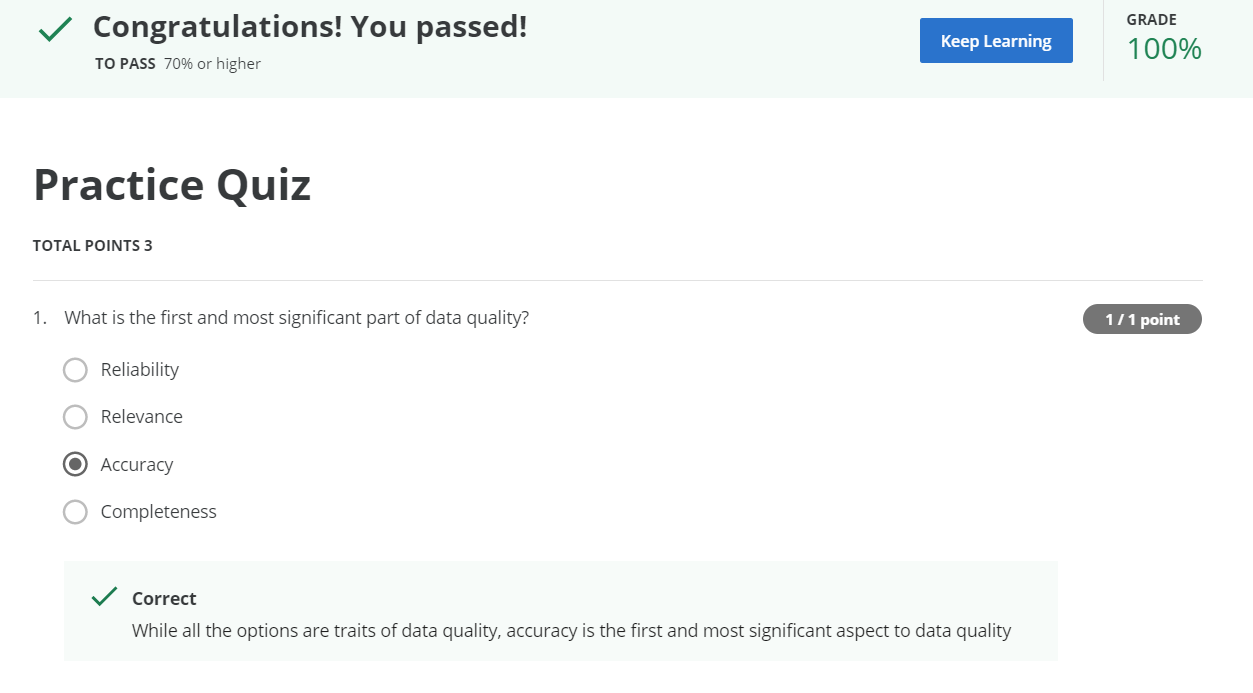 Congratulations! You passed!
TO PASS 70% or higher
Keep Learning
GRADE
100%
Practice Quiz
TOTAL POINTS 3
1. What is the first and most significant part of data quality?
1 / 1 point
Reliability
Relevance
Accuracy
Completeness
Correct
While all the options are traits of data quality, accuracy is the first and most significant aspect to data quality